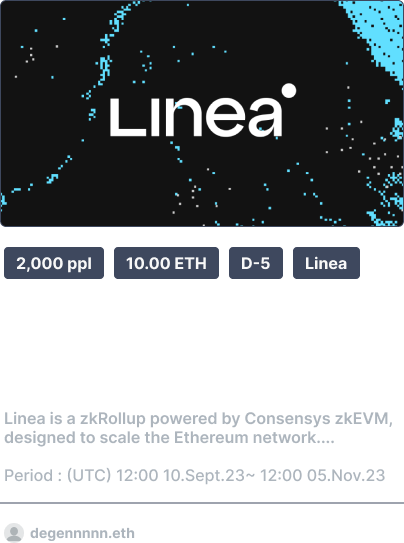 Linea
2,000 ppl
10.00 ETH
D-5
Linea
Linea is a zkRollup powered by Consensys zkEVM,
designed to scale the Ethereum network....
Period : (UTC) 12:00 10.Sept.23~ 12:00 05.Nov.23
degennnnn.eth